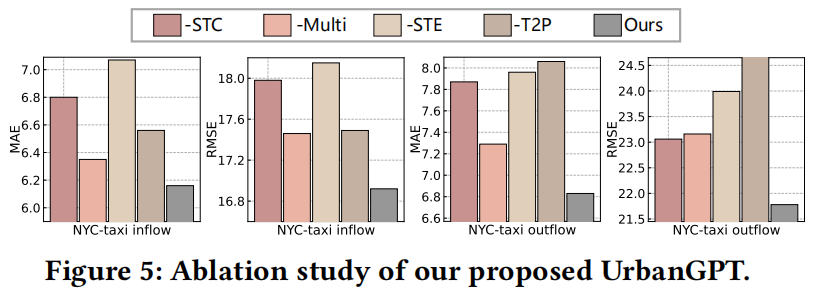 -STC -Multi -STE -T2P Ours
MAE
7.0
6.8
6.6
6.4
6.2
6.0
NYC-taxi inflow
RMSE
18.0
17.2
16.8
NYC-taxi inflow
MAE
8.0
7.8
7.6
7.4
7.2
7.0
6.8
6.6
NYC-taxi outflow
RMSE
24.5
24.0
23.5
23.0
22.5
22.0
21.5
NYC-taxi outflow
Figure 5: Ablation study of our proposed UrbanGPT.